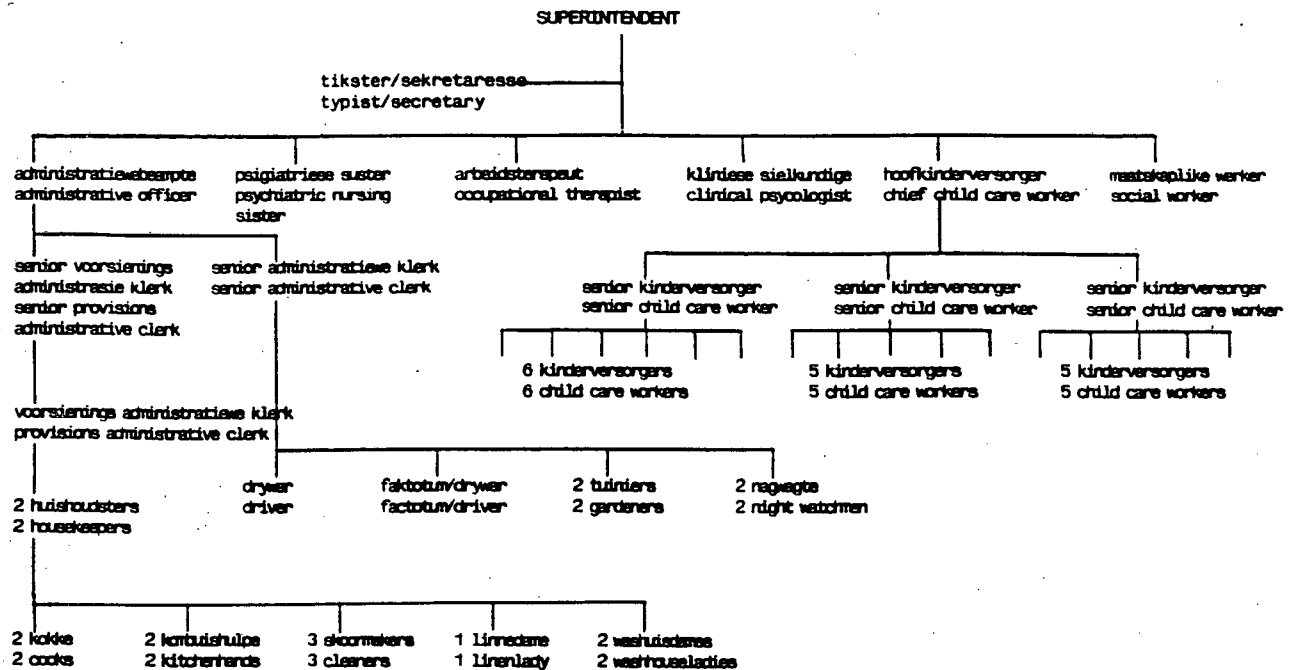 SUPERINTENDENT
tikster/sekretaresse
typist/secretary
administratiewebeampte
administrative officer
psigiatriese suster
psychiatric nursing
sister
arbeidsterapeut
occupational therapist
kliniese sielkundige
clinical psycologist
hoofkinderversorger
chief child care worker
maatskaplike werker
social worker
senior voorsienings
administrasie klerk
senior provisions
administrative clerk
senior administratiewe klerk
senior administrative clerk
senior kinderversorger
senior child care worker
senior kinderversorger
senior child care worker
senior kinderversorger
senior child care worker
6 kinderversorgers
6 child care workers
5 kinderversorgers
5 child care workers
5 kinderversorgers
5 child care workers
voorsienings administratiewe klerk
provisions administrative clerk
2 huishoudsters
2 housekeepers
drywer
driver
faktotum/drywer
factotum/driver
2 tuiniers
2 gardeners
2 nagwagte
2 night watchmen
2 kokke
2 cooks
2 kombuishulpe
2 kitchenhands
3 skoormakers
3 cleaners
1 linnedame
1 linenlady
2 washuisdames
2 washouseladies